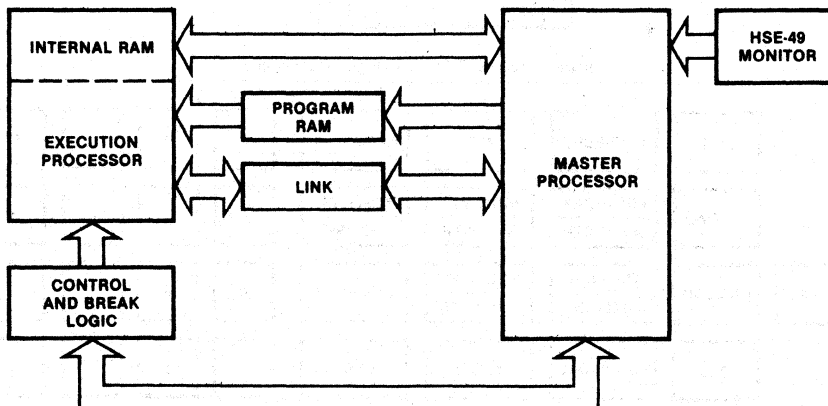 INTERNAL RAM
EXECUTION
PROCESSOR
PROGRAM
RAM
LINK
CONTROL
AND BREAK
LOGIC
MASTER
PROCESSOR
HSE-49
MONITOR